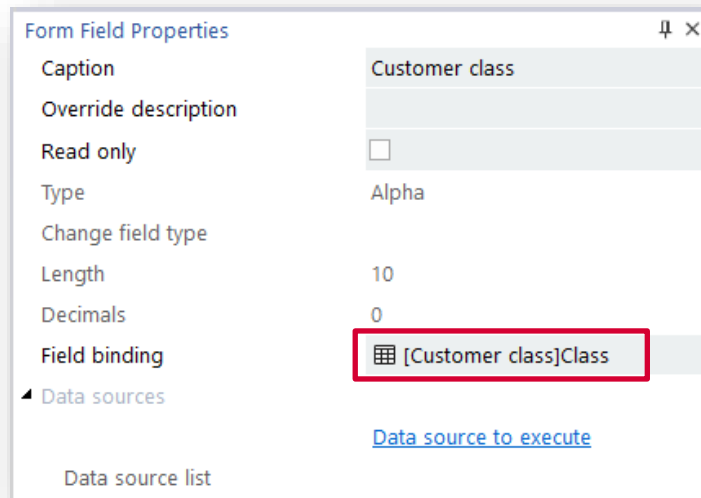 Form Field Properties
Caption Customer class
Override description
Read only
Type Alpha
Change field type
Length 10
Decimals 0
Field binding [Customer class]Class
Data sources
Data source to execute
Data source list